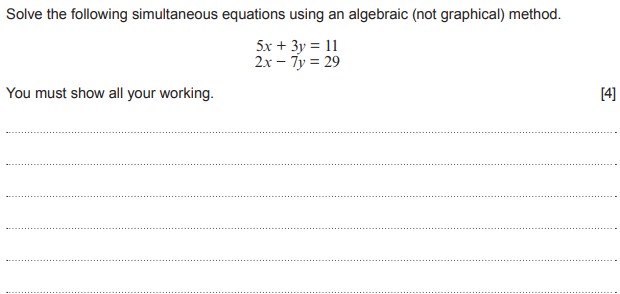 Solve the following simultaneous equations using an algebraic (not graphical) method.
5x + 3y = 11
2x − 7y = 29
You must show all your working. [4]